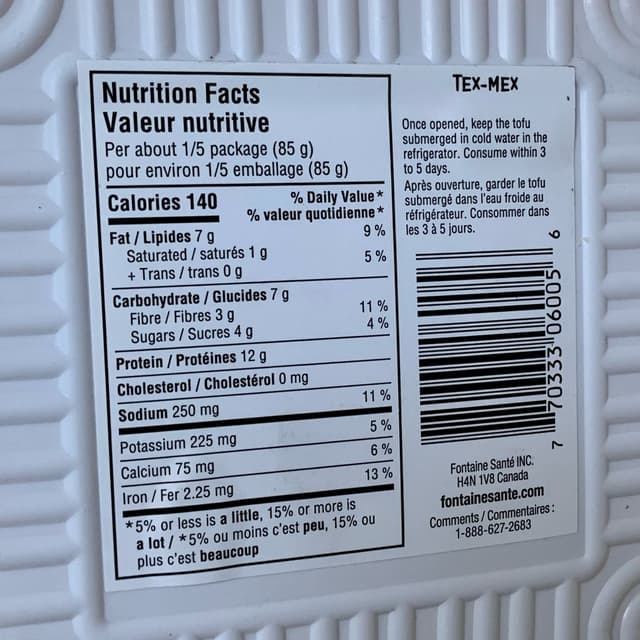 Nutrition Facts
Valeur nutritive
Per about 1/5 package (85 g)
pour environ 1/5 emballage (85 g)
Calories 140
% Daily Value*
% valeur quotidienne*
Fat / Lipides 7 g 9 %
Saturated / saturés 1 g 5 %
+ Trans / trans 0 g
Carbohydrate / Glucides 7 g
Fibre / Fibres 3 g 11 %
Sugars / Sucres 4 g 4 %
Protein / Protéines 12 g
Cholesterol / Cholestérol 0 mg
Sodium 250 mg 11 %
Potassium 225 mg 5 %
Calcium 75 mg 6 %
Iron / Fer 2.25 mg 13 %
*5% or less is a little, 15% or more is
a lot / *5% ou moins c'est peu, 15% ou
plus c'est beaucoup
TEX-MEX
Once opened, keep the tofu
submerged in cold water in the
refrigerator. Consume within 3
to 5 days.
Après ouverture, garder le tofu
submergé dans l'eau froide au
réfrigérateur. Consommer dans
les 3 à 5 jours.
7 70333 06005 6
Fontaine Santé INC.
H4N 1V8 Canada
fontainesante.com
Comments / Commentaires :
1-888-627-2683